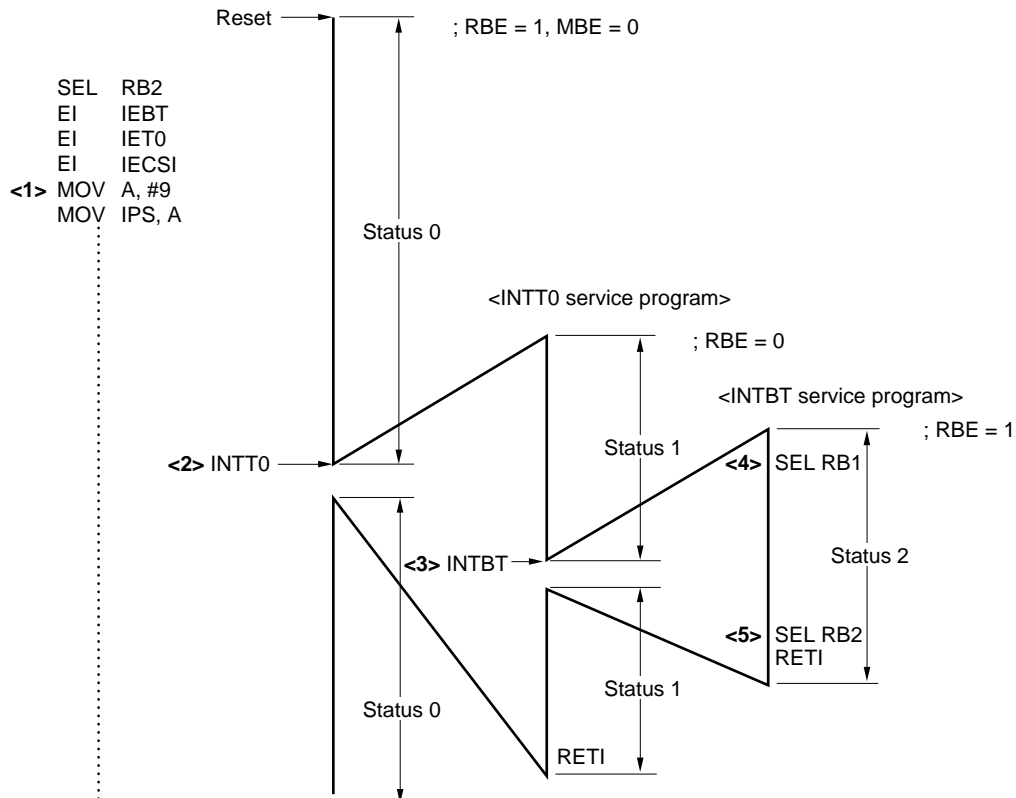 Reset
; RBE = 1, MBE = 0
SEL RB2
EI IEBT
EI IET0
EI IECSI
<1> MOV A, #9
MOV IPS, A
Status 0
<INTT0 service program>
; RBE = 0
<INTBT service program>
; RBE = 1
Status 1
<2> INTT0
<4> SEL RB1
<3> INTBT
Status 2
<5> SEL RB2
RETI
Status 1
Status 0
RETI